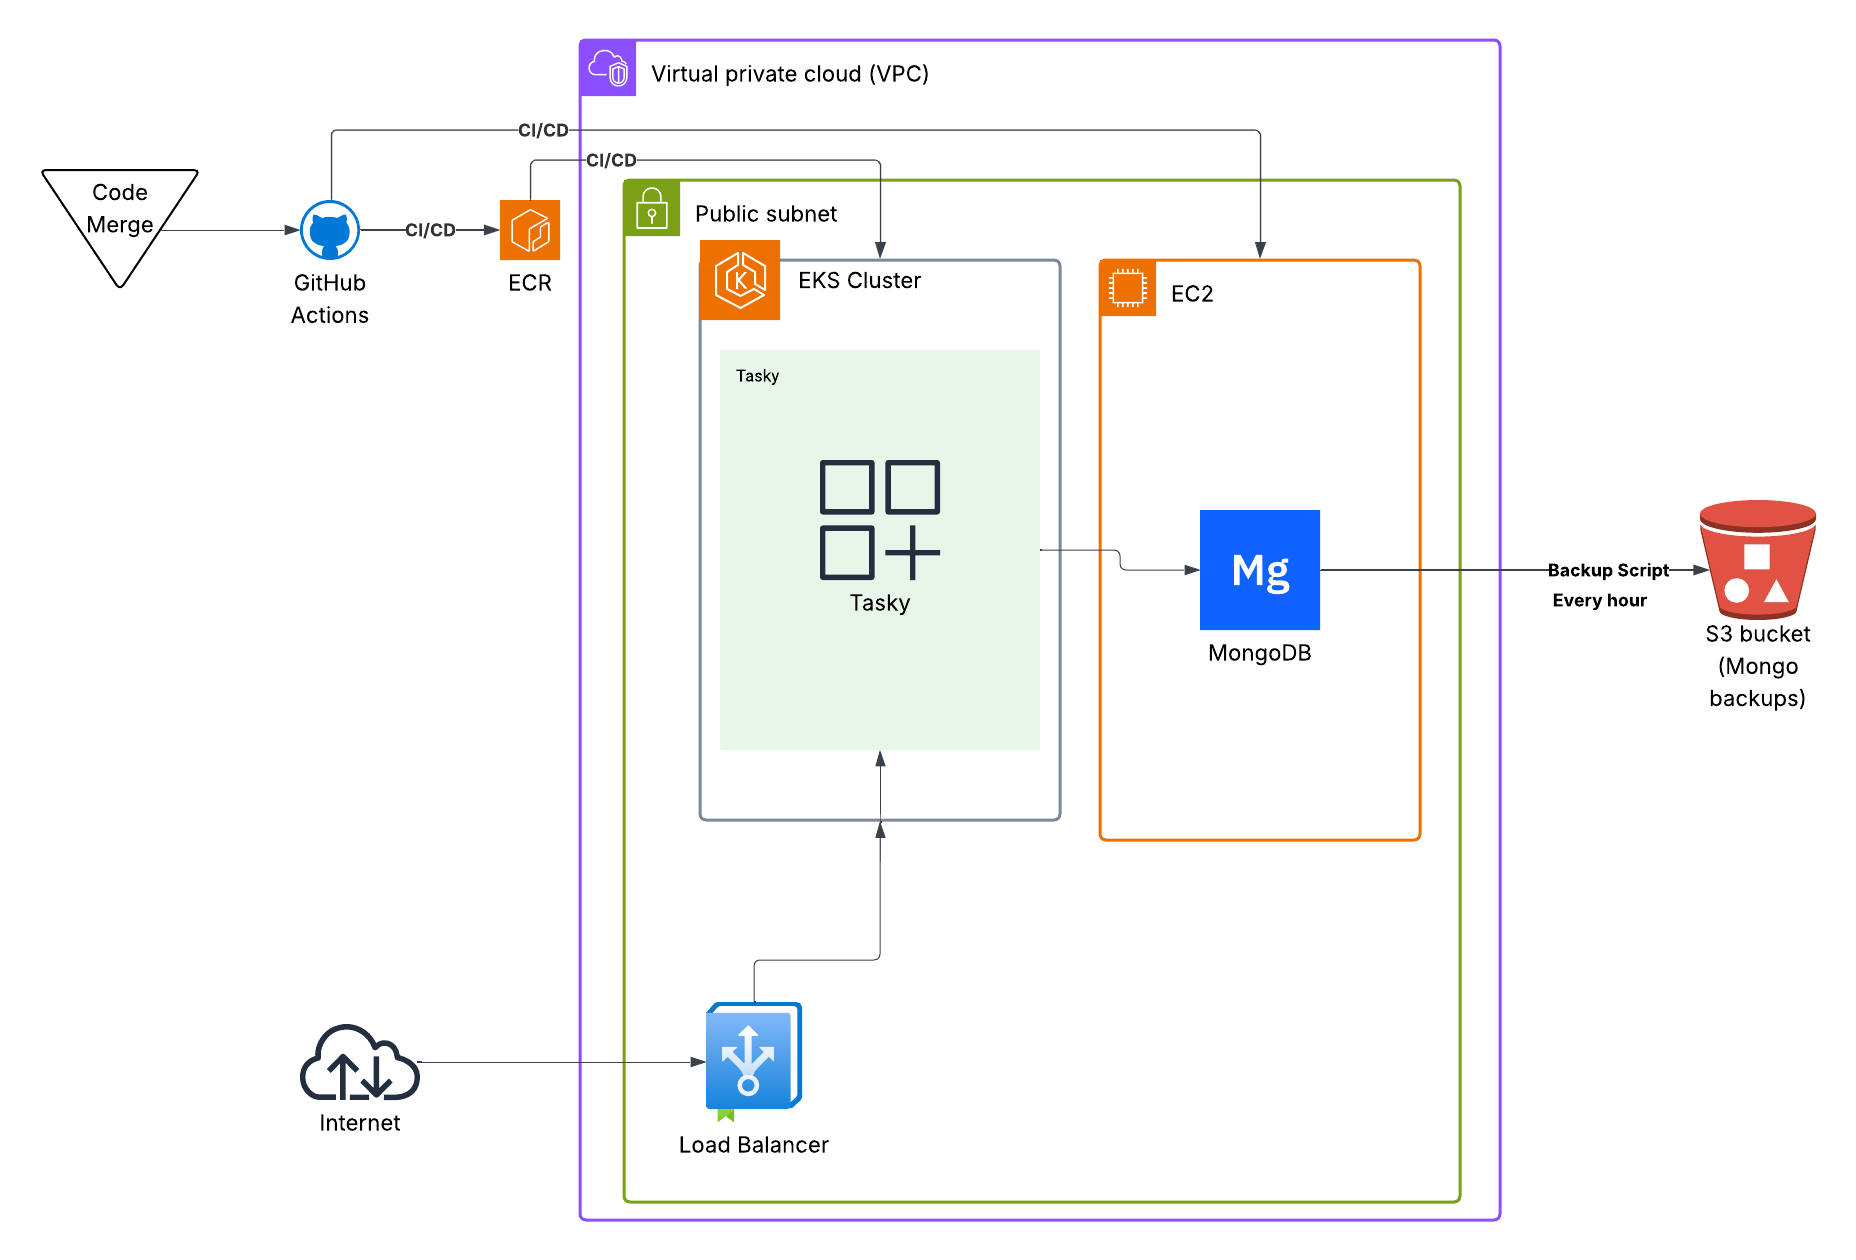 Virtual private cloud (VPC)
CI/CD
CI/CD
Code
Merge
Public subnet
CI/CD
GitHub
Actions
ECR
K
EKS Cluster
EC2
Tasky
Tasky
Mg
MongoDB
Backup Script
Every hour
S3 bucket
(Mongo
backups)
Internet
Load Balancer